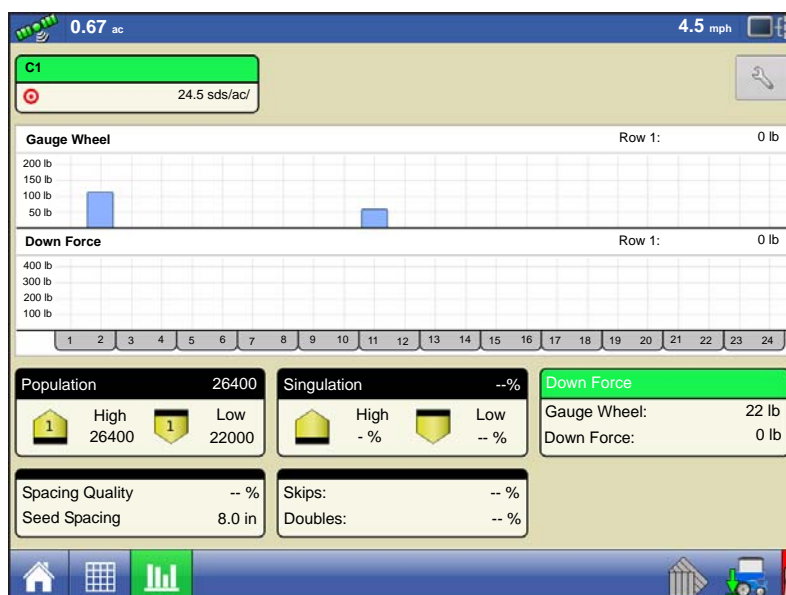 0.67 ac 4.5 mph
C1
24.5 sds/ac/
Gauge Wheel Row 1: 0 lb
200 lb
150 lb
100 lb
50 lb
Down Force Row 1: 0 lb
400 lb
300 lb
200 lb
100 lb
1 2 3 4 5 6 7 8 9 10 11 12 13 14 15 16 17 18 19 20 21 22 23 24
Population 26400
1 High 26400 1 Low 22000
Singulation --%
High - % Low -- %
Down Force
Gauge Wheel: 22 lb
Down Force: 0 lb
Spacing Quality -- %
Seed Spacing 8.0 in
Skips: -- %
Doubles: -- %